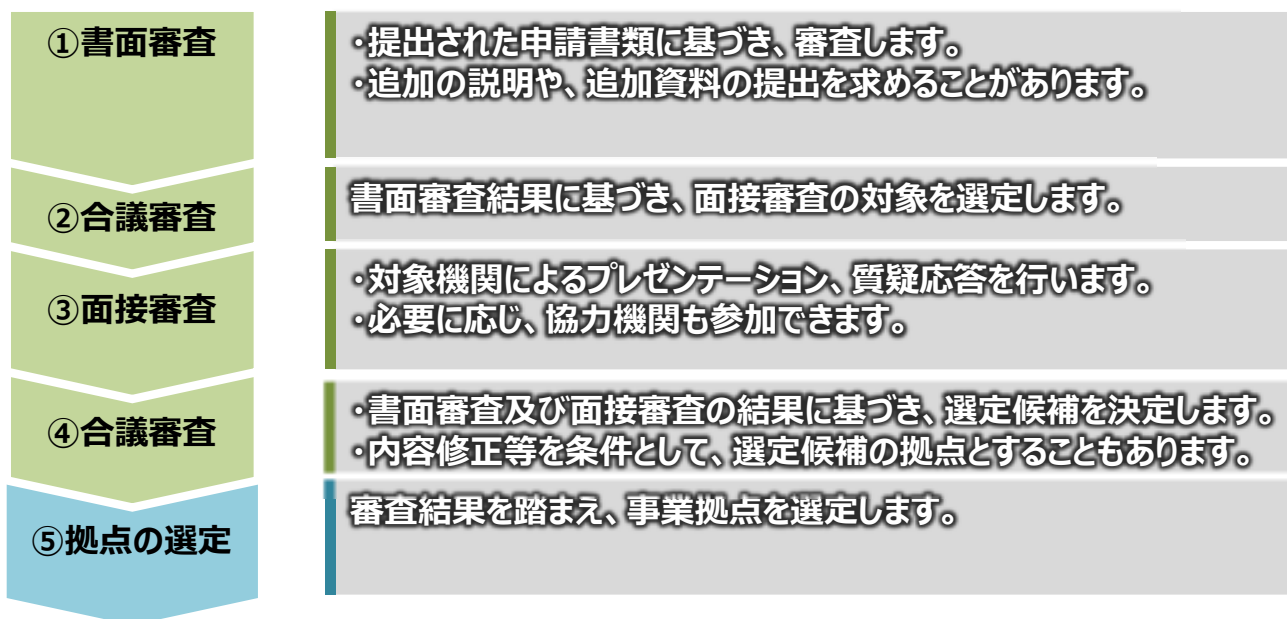 ①書面審査
・提出された申請書類に基づき、審査します。
・追加の説明や、追加資料の提出を求めることがあります。
②合議審査
書面審査結果に基づき、面接審査の対象を選定します。
③面接審査
・対象機関によるプレゼンテーション、質疑応答を行います。
・必要に応じ、協力機関も参加できます。
④合議審査
・書面審査及び面接審査の結果に基づき、選定候補を決定します。
・内容修正等を条件として、選定候補の拠点とすることもあります。
⑤拠点の選定
審査結果を踏まえ、事業拠点を選定します。